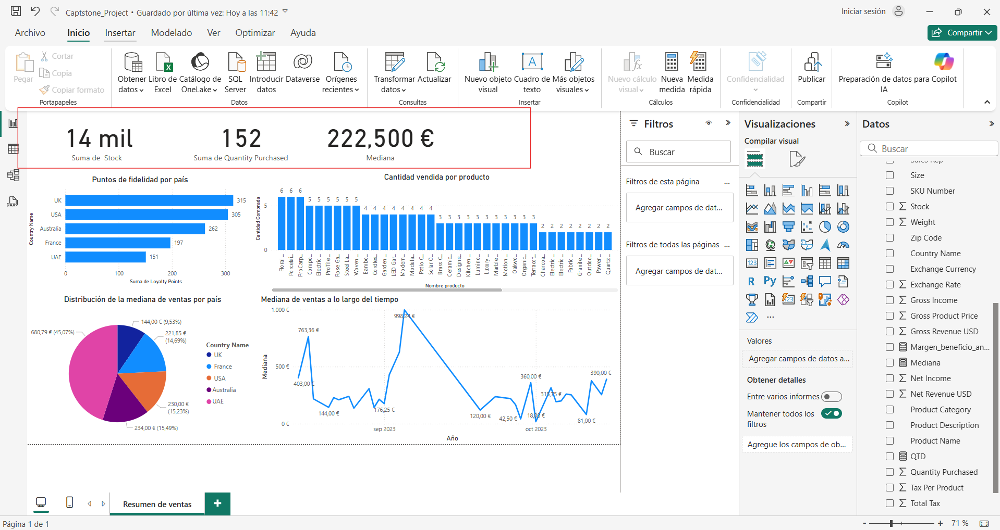 Captstone_Project • Guardado por última vez: Hoy a las 11:42
Iniciar sesión
Archivo
Inicio
Insertar
Modelado
Ver
Optimizar
Ayuda
Compartir
Pegar
Cortar
Copia
Copiar formato
Portapapeles
Obtener datos
Libro de Excel
Catálogo de OneLake
SQL Server
Introducir datos
Dataverse
Orígenes recientes
Datos
Transformar datos
Actualizar
Consultas
Nuevo objeto visual
Cuadro de texto
Más objetos visuales
Insertar
Nuevo cálculo visual
Nueva medida
Medida rápida
Cálculos
Confidencialidad
Confidencialidad
Publicar
Compartir
Preparación de datos para IA
Copilot
Copilot
DAX
14 mil
Suma de Stock
152
Suma de Quantity Purchased
222,500 €
Mediana
Puntos de fidelidad por país
Country Name
UK 315
USA 305
Australia 262
France 197
UAE 151
0 100 200 300
Suma de Loyalty Points
Cantidad vendida por producto
Cantidad Comprada
5
0
6 6 6 5 5 5 5 5 5 4 4 4 4 4 4 4 4 3 3 3 3 3 3 3 3 3 3 3 2 2 2 2 2 2 2 2
Floral ...
Porcelai...
ProCarp...
Compo...
Electric ...
ProTile ...
Rose Ga...
Steel La...
Woven ...
Bambo...
Cordles...
Garden ...
LED Gar...
Modern...
Modula...
Patio C...
Solar O...
Brass C...
Ceramic...
Designe...
Kitchen ...
Lumino...
Luxury ...
Marble ...
Motion ...
Oakwo...
Organic...
Terracot...
Charcoa...
Electric ...
Electric ...
Fabric ...
Granite...
Outdoo...
Power ...
Quartz ...
Nombre producto
Distribución de la mediana de ventas por país
144,00 € (9,53%)
221,85 €
(14,69%)
230,00 €
(15,23%)
234,00 € (15,49%)
680,79 € (45,07%)
Country Name
UK
France
USA
Australia
UAE
Mediana de ventas a lo largo del tiempo
Mediana
1.000 €
500 €
0 €
403,00 €
763,36 €
144,00 €
176,25 €
998,24 €
120,00 €
42,50 €
360,00 €
18,00 €
315,75 €
81,00 €
390,00 €
sep 2023
oct 2023
Año
Filtros
Buscar
Filtros de esta página ...
Agregar campos de dat...
Filtros de todas las páginas ...
Agregar campos de dat...
Visualizaciones
Compilar visual
123
R
Py
123
...
Valores
Agregar campos de datos a...
Obtener detalles
Entre varios informes
Mantener todos los
filtros
Agregue los campos de ob...
Datos
Buscar
Sales Rep
Size
SKU Number
Stock
Weight
Zip Code
Country Name
Exchange Currency
Exchange Rate
Gross Income
Gross Product Price
Gross Revenue USD
Margen_beneficio_an...
Mediana
Net Income
Net Revenue USD
Product Category
Product Description
Product Name
QTD
Quantity Purchased
Tax Per Product
Total Tax
Resumen de ventas
+
Página 1 de 1
- + 71 %